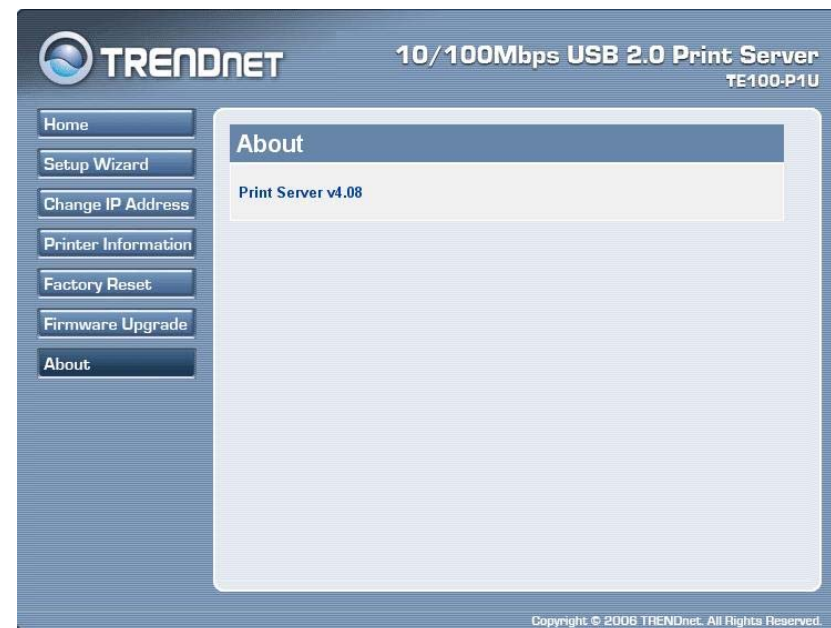 TRENDnet
10/100Mbps USB 2.0 Print Server
TE100-P1U
Home
Setup Wizard
Change IP Address
Printer Information
Factory Reset
Firmware Upgrade
About
About
Print Server v4.08
Copyright © 2006 TRENDnet. All Rights Reserved.